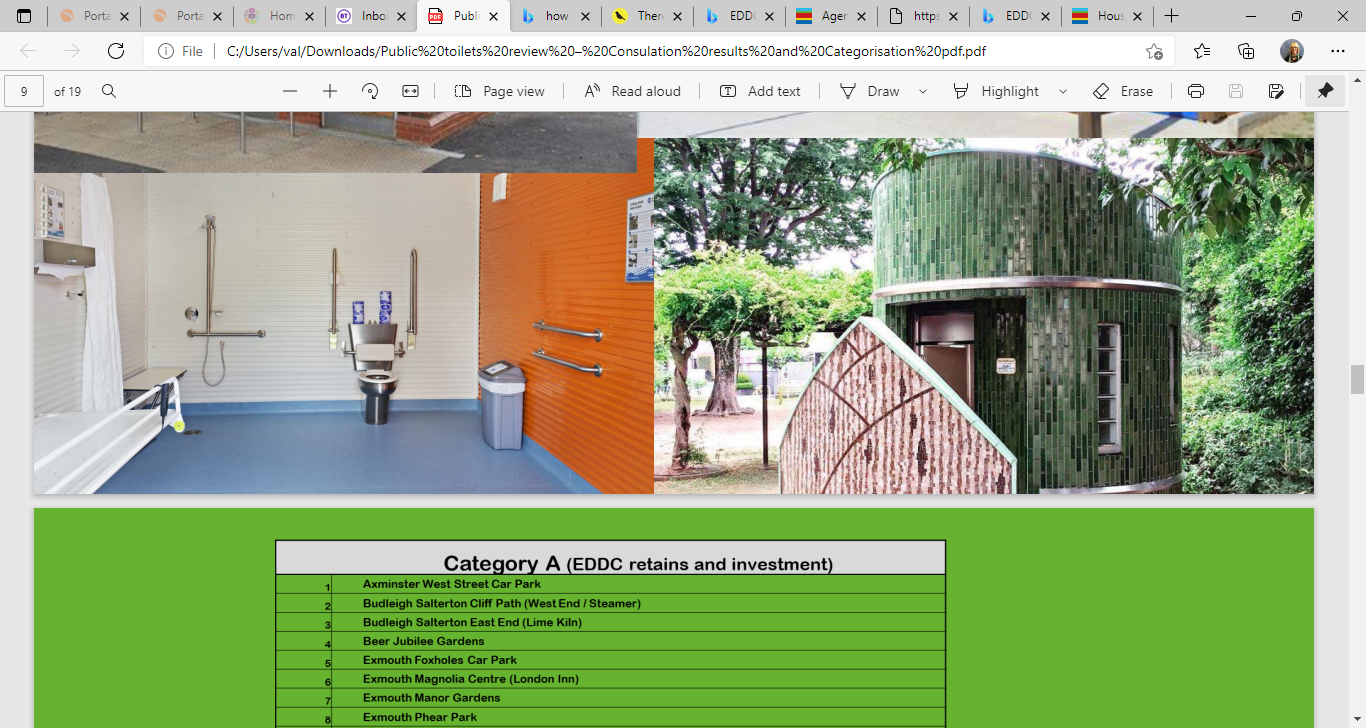 Porta
Porta
Hom
BT
Inbo
PDF
Publi
how
Ther
EDD
Ager
https
EDD
Hous
File
C:/Users/val/Downloads/Public%20toilets%20review%20–%20Consulation%20results%20and%20Categorisation%20pdf.pdf
9 of 19
Page view
Read aloud
Add text
Draw
Highlight
Erase
Category A (EDDC retains and investment)
1 Axminster West Street Car Park
2 Budleigh Salterton Cliff Path (West End / Steamer)
3 Budleigh Salterton East End (Lime Kiln)
4 Beer Jubilee Gardens
5 Exmouth Foxholes Car Park
6 Exmouth Magnolia Centre (London Inn)
7 Exmouth Manor Gardens
8 Exmouth Phear Park